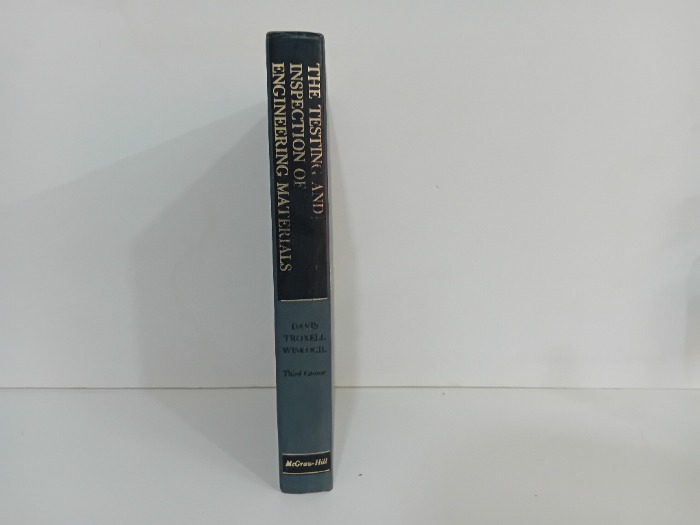 THE TESTING AND
INSPECTION OF
ENGINEERING MATERIALS
DAVIS
TROXELL
WISKOCIL
Third Edition
McGraw-Hill